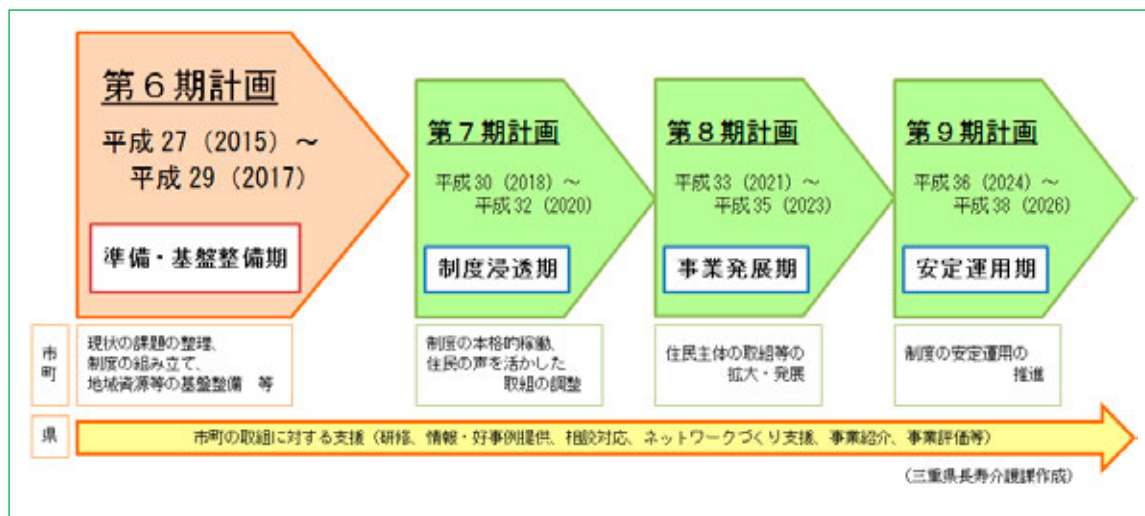 第６期計画
平成 27（2015）～
平成 29（2017）
準備・基盤整備期
第７期計画
平成 30（2018）～
平成 32（2020）
制度浸透期
第８期計画
平成 33（2021）～
平成 35（2023）
事業発展期
第９期計画
平成 36（2024）～
平成 38（2026）
安定運用期
市町
現状の課題の整理、
制度の組み立て、
地域資源等の基盤整備　等
制度の本格的稼働、
住民の声を活かした
取組の調整
住民主体の取組等の
拡大・発展
制度の安定運用の
推進
県
市町の取組に対する支援（研修、情報・好事例提供、相談対応、ネットワークづくり支援、事業紹介、事業評価等）
（三重県長寿介護課作成）